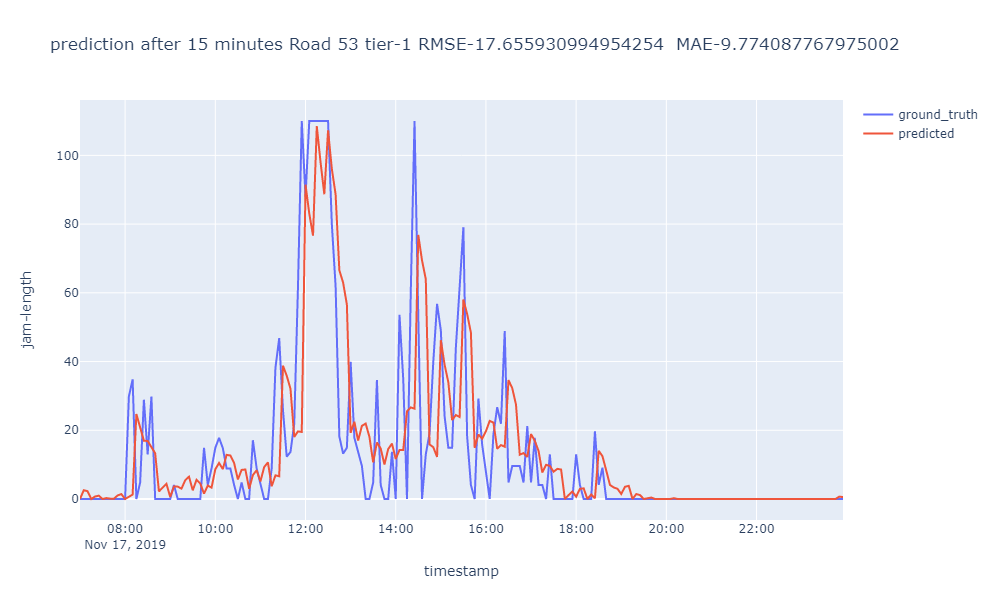 prediction after 15 minutes Road 53 tier-1 RMSE-17.655930994954254  MAE-9.774087767975002
ground_truth
predicted
100
80
60
40
20
0
jam-length
08:00 10:00 12:00 14:00 16:00 18:00 20:00 22:00
Nov 17, 2019
timestamp